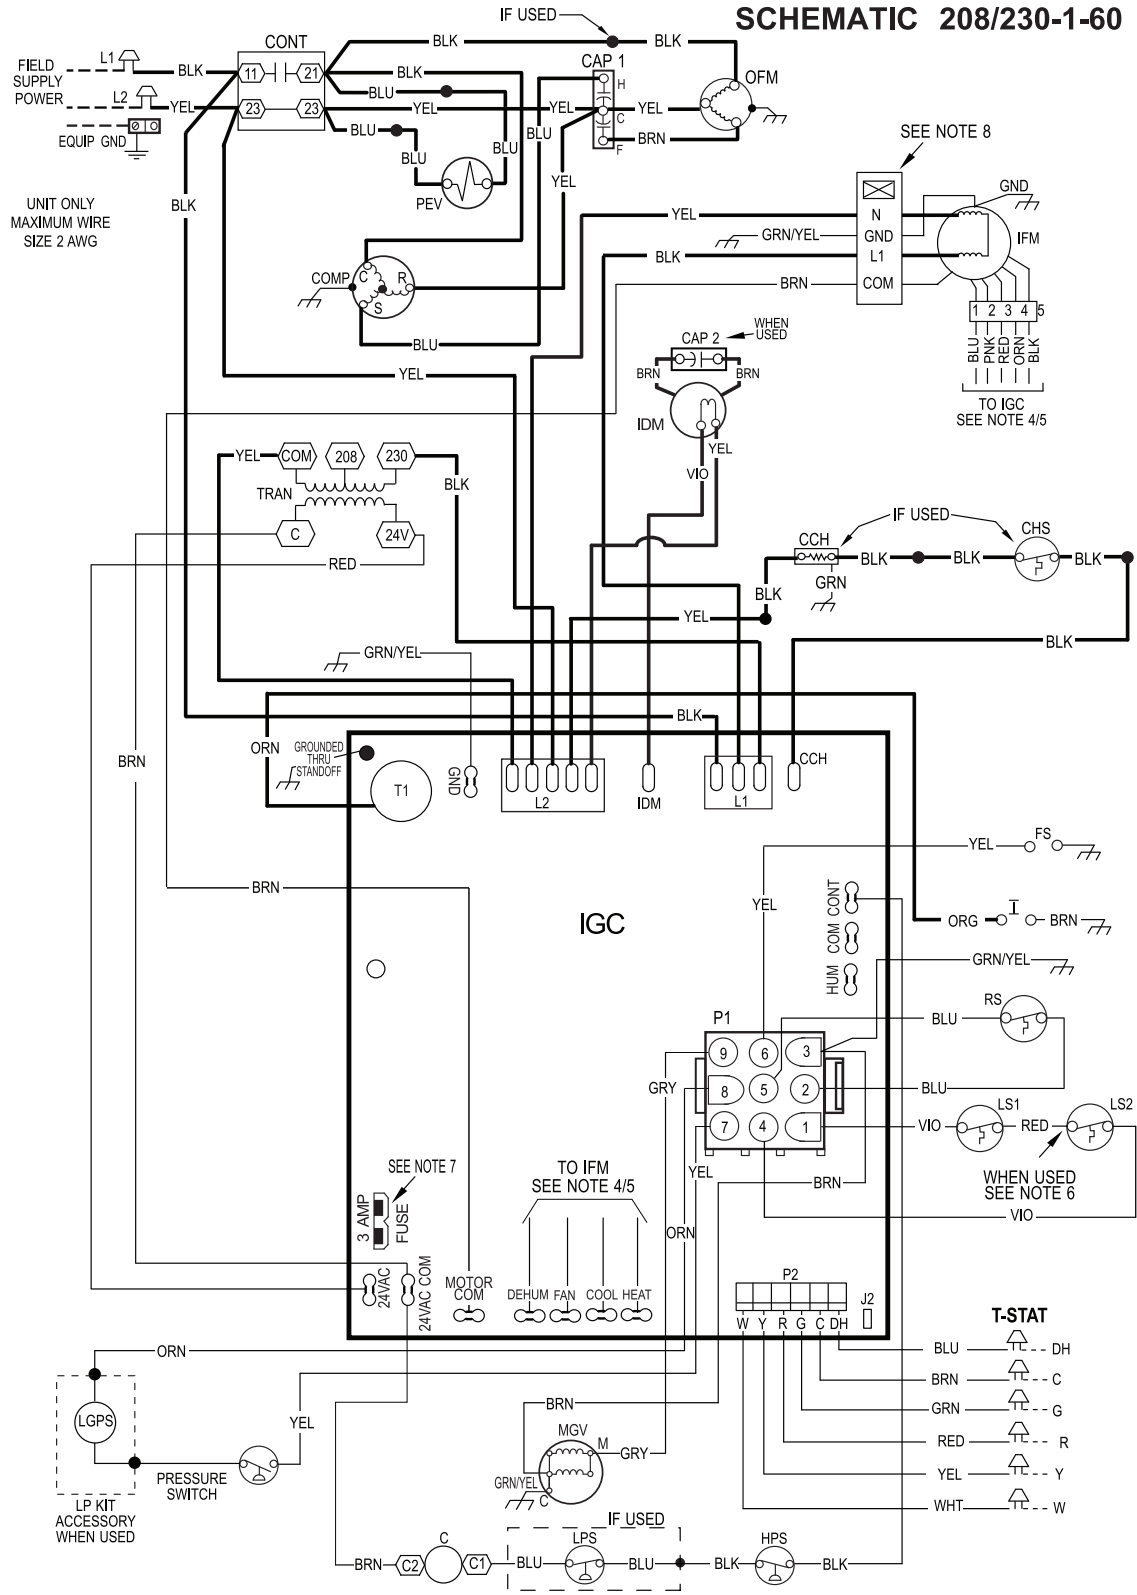 SCHEMATIC 208/230-1-60
IF USED
BLK
BLK
CONT
L1
FIELD
SUPPLY
POWER
BLK
11
21
BLK
CAP 1
H
OFM
BLU
L2
YEL
23
23
YEL
YEL
C
YEL
EQUIP GND
BLU
BLU
BLU
BLU
F
BRN
SEE NOTE 8
UNIT ONLY
MAXIMUM WIRE
SIZE 2 AWG
BLK
PEV
YEL
YEL
N
GND
GRN/YEL
GND
IFM
BLK
L1
COMP
C
R
S
BRN
COM
1 2 3 4 5
BLU
PNK
RED
ORN
BLK
TO IGC
SEE NOTE 4/5
BLU
CAP 2
WHEN
USED
YEL
BRN
BRN
IDM
YEL
VIO
YEL
COM
208
230
BLK
TRAN
C
24V
RED
IF USED
CCH
CHS
BLK
BLK
BLK
GRN
BLK
YEL
BLK
GRN/YEL
BLK
ORN
BRN
GROUNDED
THRU
STANDOFF
T1
GND
L2
IDM
L1
CCH
YEL
FS
BRN
YEL
CONT
COM
HUM
IGC
ORG
I
BRN
GRN/YEL
RS
BLU
P1
9
6
3
8
5
2
7
4
1
GRY
BLU
LS1
LS2
VIO
RED
WHEN USED
SEE NOTE 6
VIO
YEL
BRN
ORN
SEE NOTE 7
3 AMP
FUSE
TO IFM
SEE NOTE 4/5
24VAC
24VAC COM
MOTOR
COM
DEHUM
FAN
COOL
HEAT
P2
J2
W Y R G C DH
T-STAT
BLU
DH
BRN
C
GRN
G
RED
R
YEL
Y
WHT
W
ORN
LGPS
YEL
PRESSURE
SWITCH
LP KIT
ACCESSORY
WHEN USED
BRN
MGV
M
GRY
GRN/YEL
C
IF USED
C
LPS
HPS
BRN
C2
C1
BLU
BLU
BLK
BLK